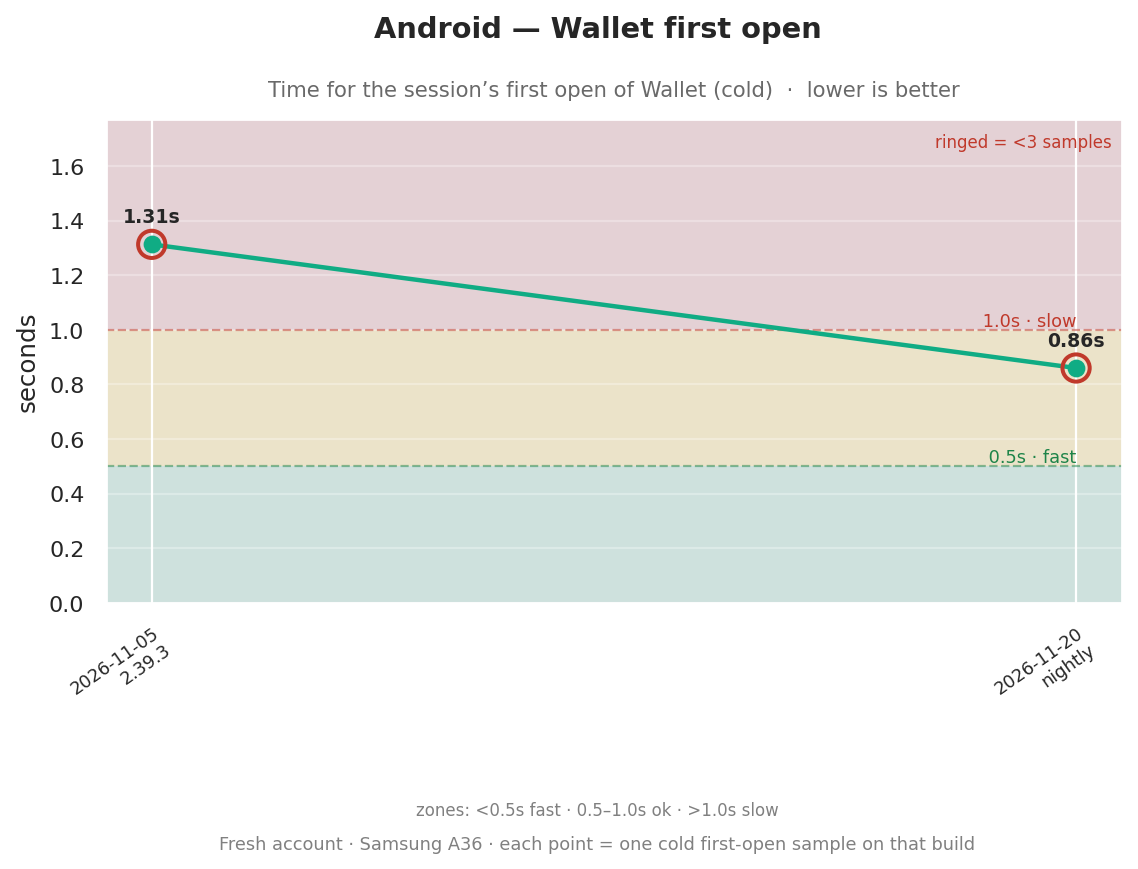 Android — Wallet first open
Time for the session’s first open of Wallet (cold)  ·  lower is better
ringed = <3 samples
1.6
1.31s
1.4
1.2
1.0s · slow
1.0
0.86s
seconds
0.8
0.6
0.5s · fast
0.4
0.2
0.0
2026-11-05
2.39.3
2026-11-20
nightly
zones: <0.5s fast · 0.5–1.0s ok · >1.0s slow
Fresh account · Samsung A36 · each point = one cold first-open sample on that build